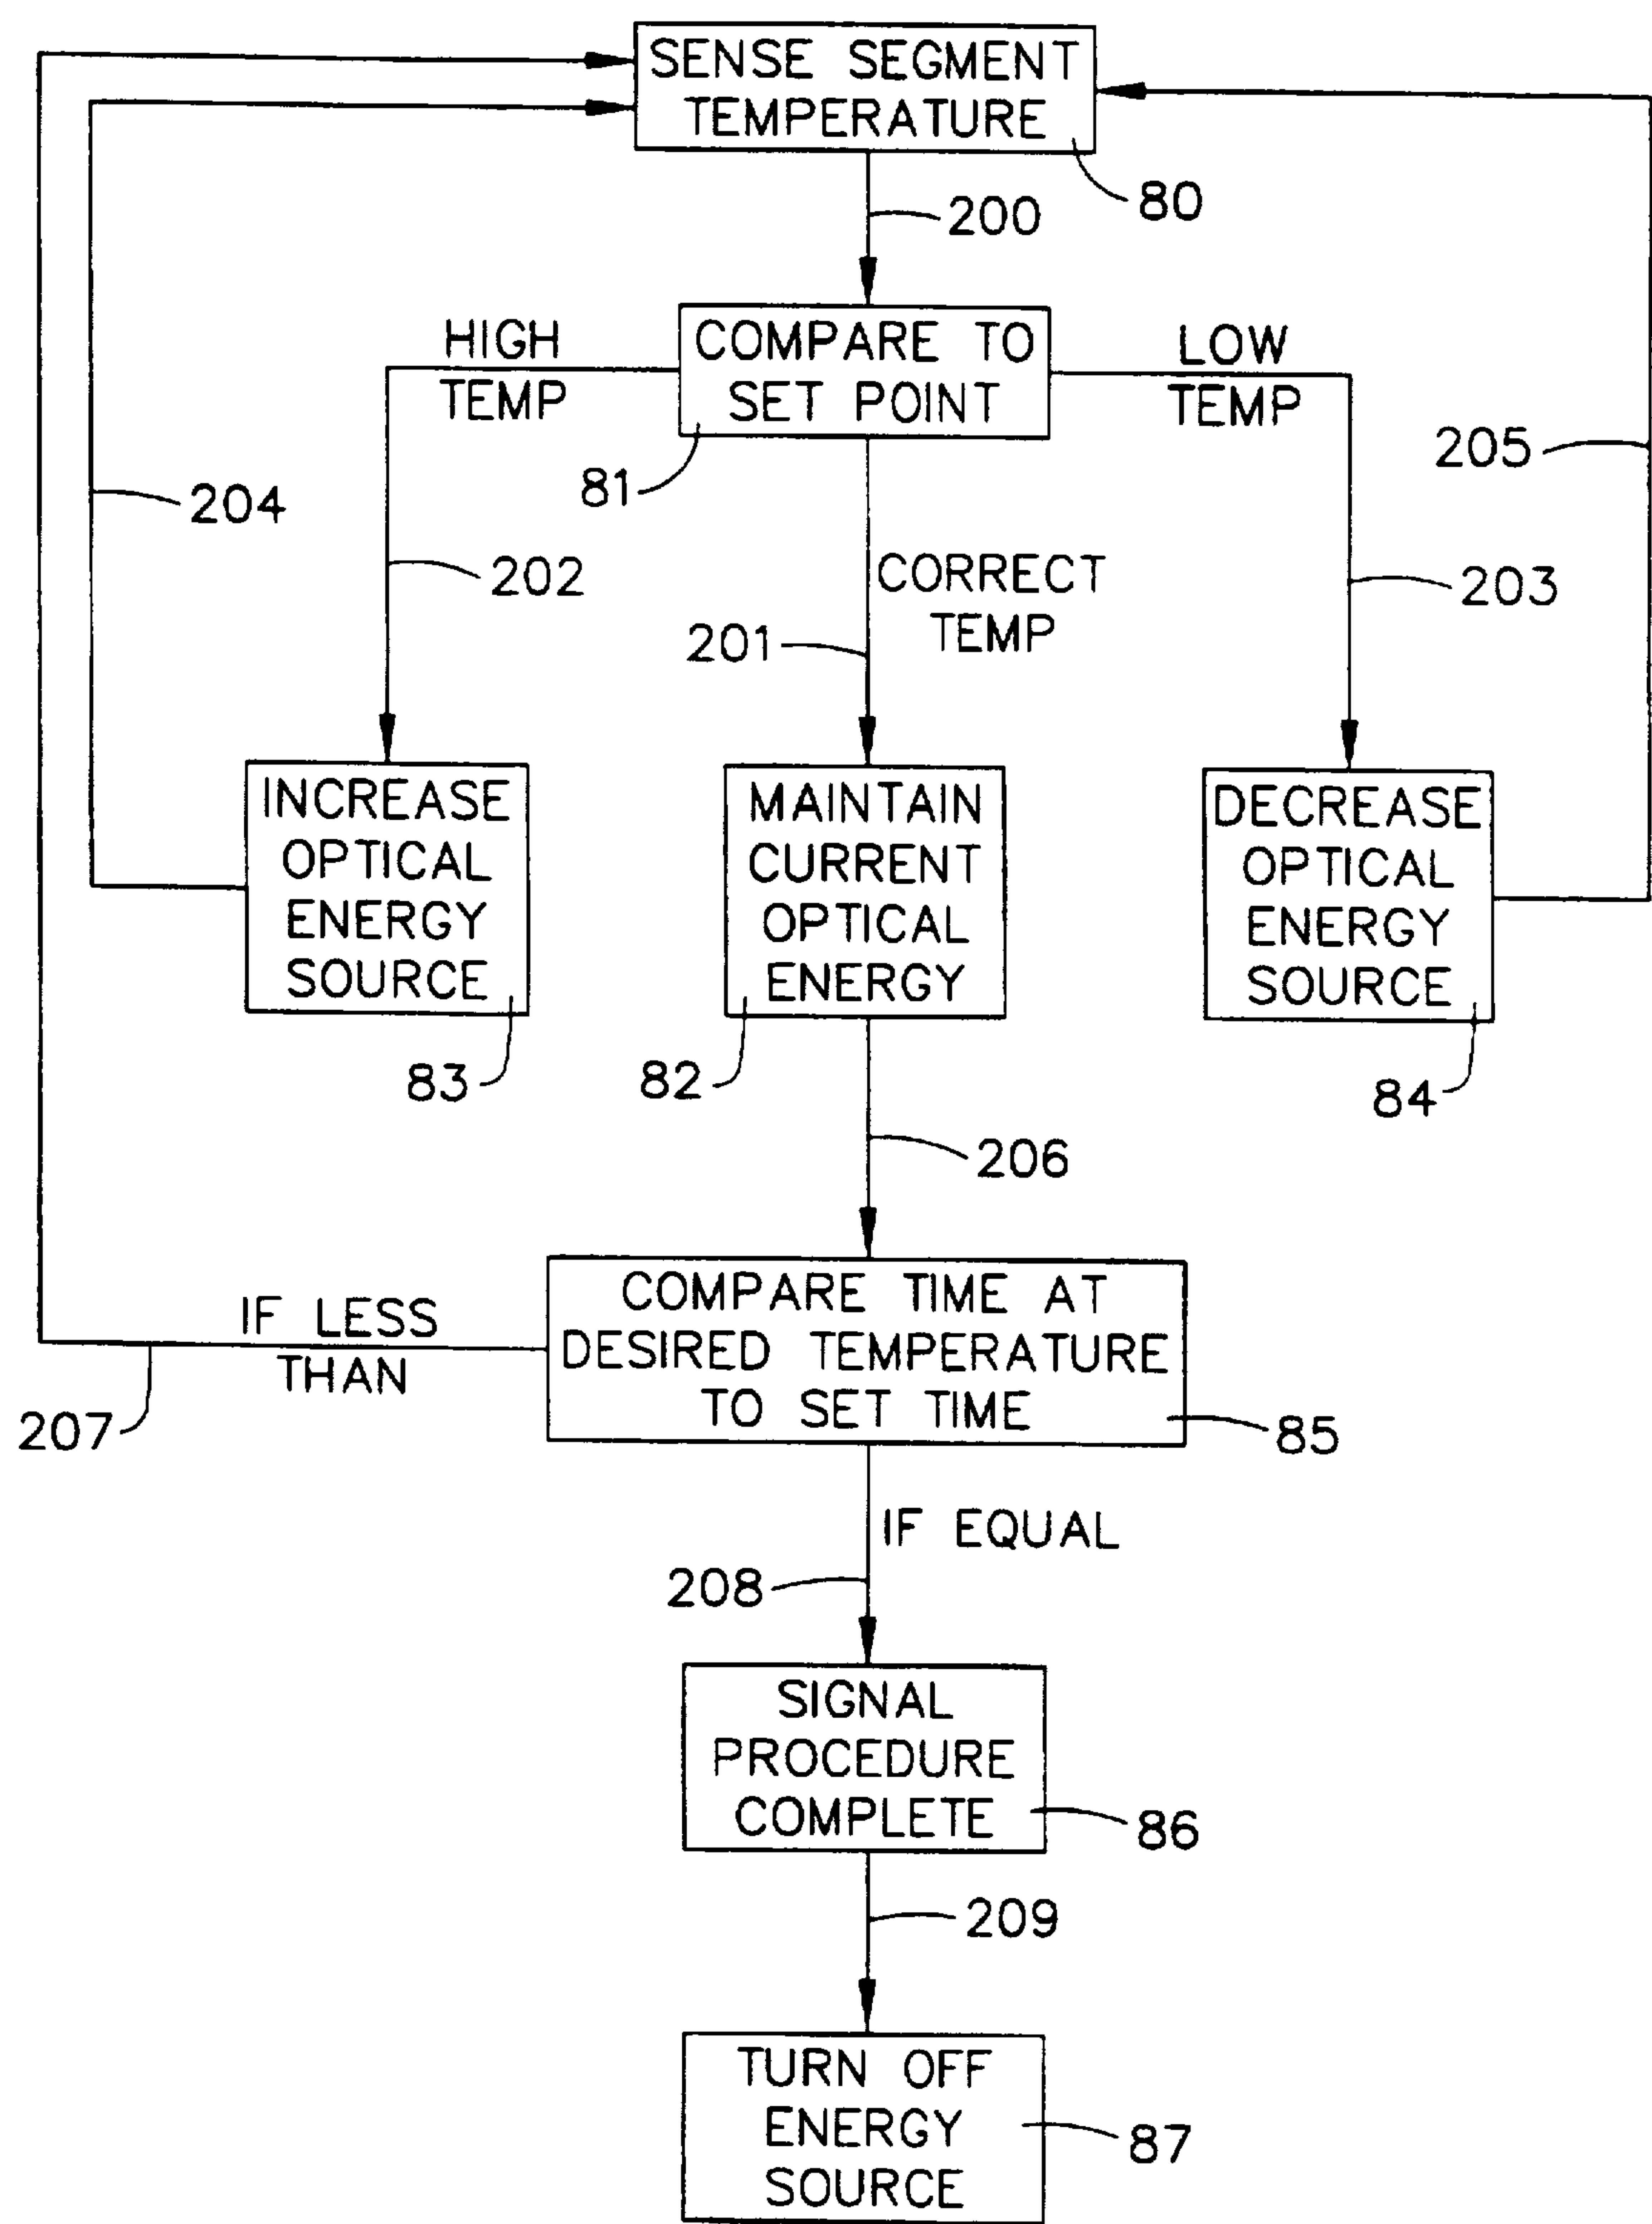 SENSE SEGMENT
TEMPERATURE
80
200
HIGH
TEMP
COMPARE TO
SET POINT
LOW
TEMP
81
205
204
202
CORRECT
TEMP
203
201
INCREASE
OPTICAL
ENERGY
SOURCE
MAINTAIN
CURRENT
OPTICAL
ENERGY
DECREASE
OPTICAL
ENERGY
SOURCE
83
82
84
206
IF LESS
THAN
COMPARE TIME AT
DESIRED TEMPERATURE
TO SET TIME
207
85
IF EQUAL
208
SIGNAL
PROCEDURE
COMPLETE
86
209
TURN OFF
ENERGY
SOURCE
87